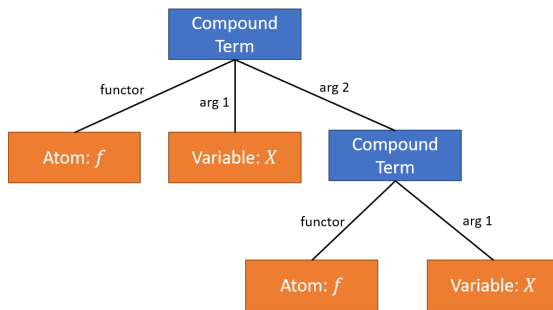 Compound
Term
functor
arg 1
arg 2
Atom: f
Variable: X
Compound
Term
functor
arg 1
Atom: f
Variable: X